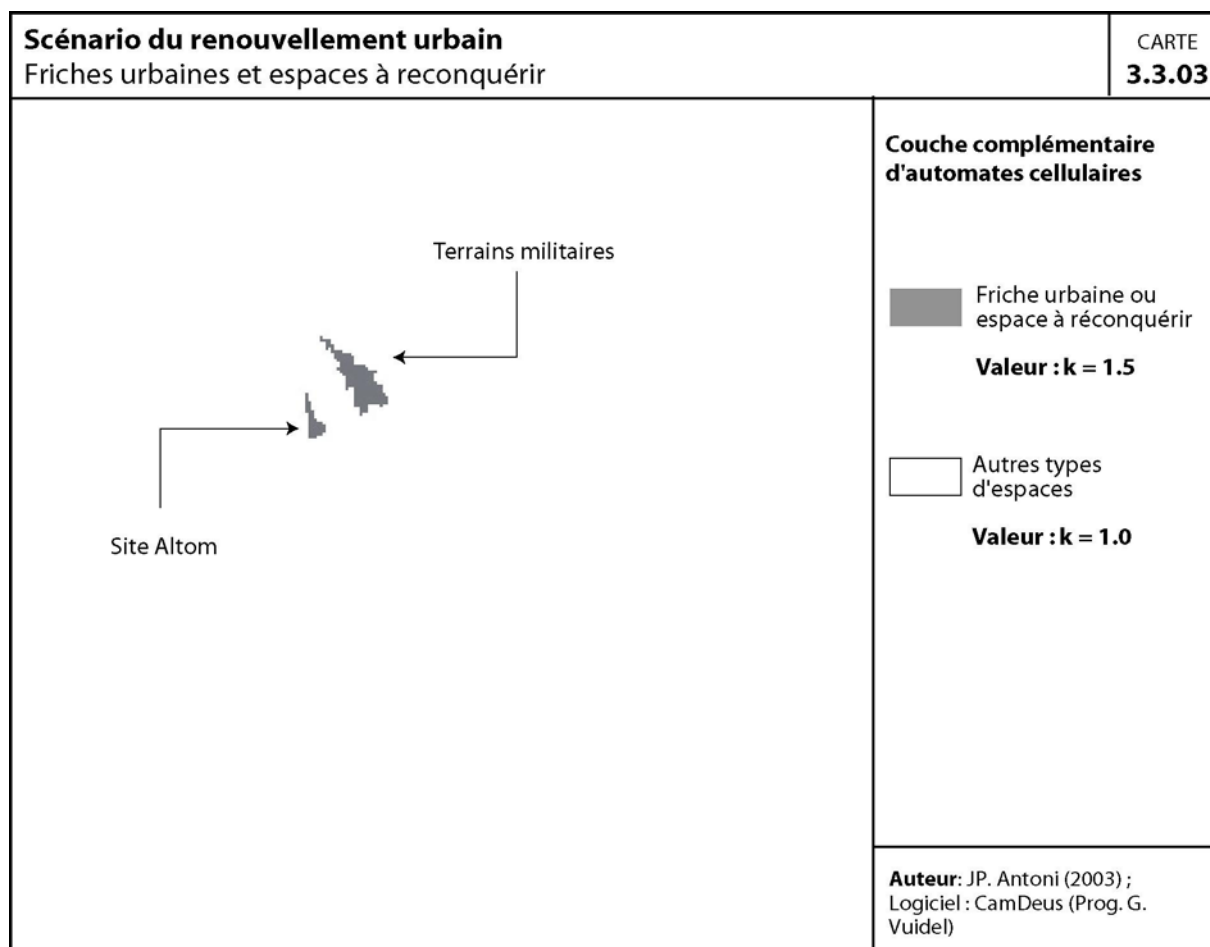 Scénario du renouvellement urbain
Friches urbaines et espaces à reconquérir
CARTE
3.3.03
Terrains militaires
Site Altom
Couche complémentaire
d'automates cellulaires
Friche urbaine ou
espace à réconquérir
Valeur : k = 1.5
Autres types
d'espaces
Valeur : k = 1.0
Auteur: JP. Antoni (2003) ;
Logiciel : CamDeus (Prog. G.
Vuidel)